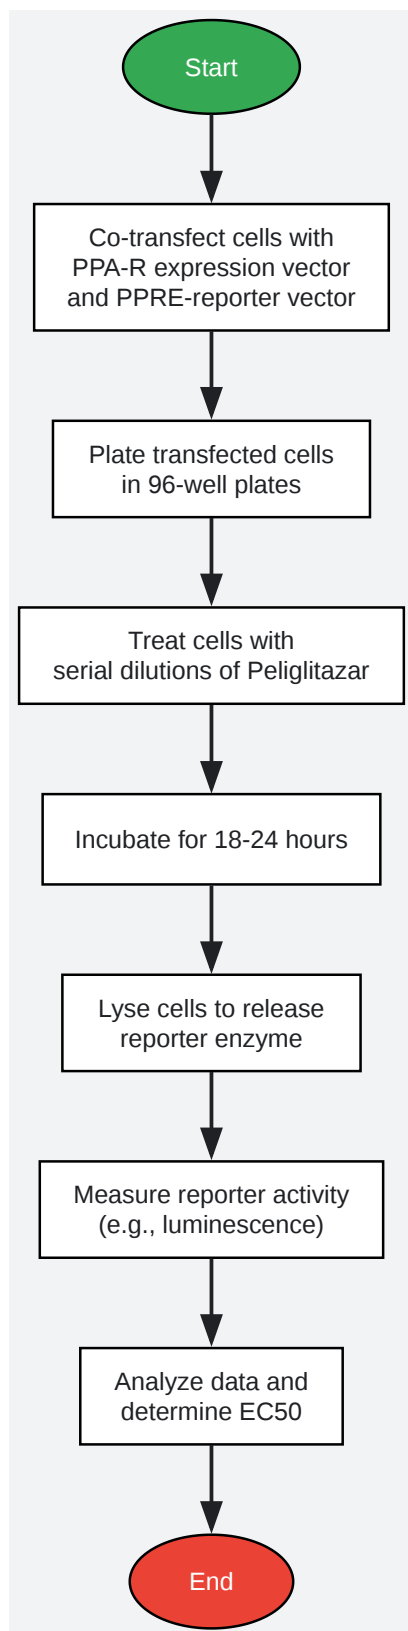 Start
Co-transfect cells with
PPA-R expression vector
and PPRE-reporter vector
Plate transfected cells
in 96-well plates
Treat cells with
serial dilutions of Peliglitazar
Incubate for 18-24 hours
Lyse cells to release
reporter enzyme
Measure reporter activity
(e.g., luminescence)
Analyze data and
determine EC50
End